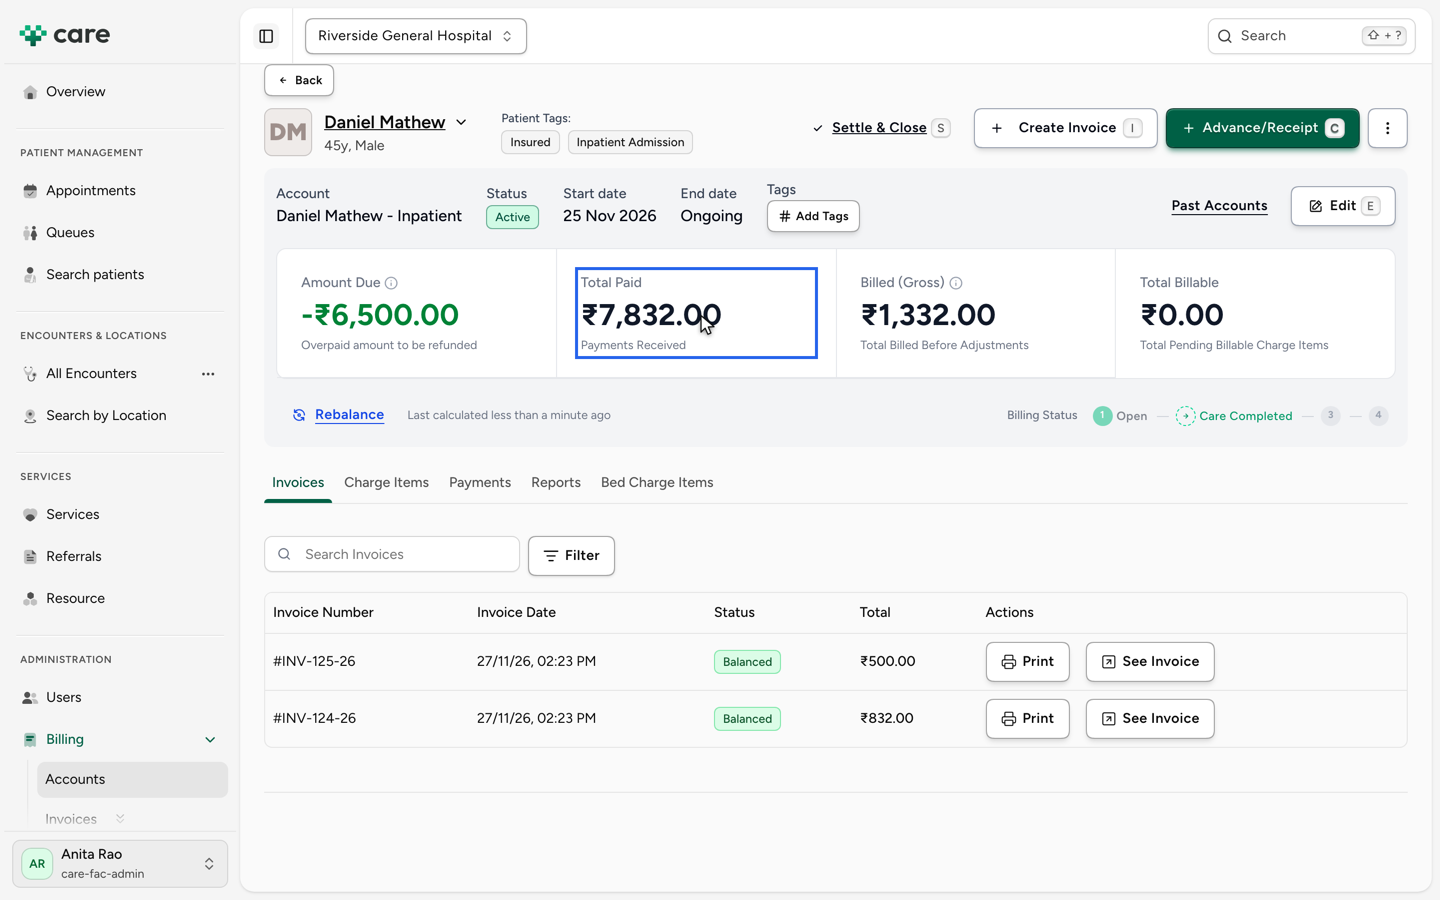 care
Riverside General Hospital
Search
+ ?
Overview
Back
DM
Daniel Mathew
45y, Male
Patient Tags:
Insured
Inpatient Admission
Settle & Close S
+ Create Invoice I
+ Advance/Receipt C
PATIENT MANAGEMENT
Appointments
Queues
Search patients
Account
Daniel Mathew - Inpatient
Status
Active
Start date
25 Nov 2026
End date
Ongoing
Tags
# Add Tags
Past Accounts
Edit E
Amount Due
-₹6,500.00
Overpaid amount to be refunded
Total Paid
₹7,832.00
Payments Received
Billed (Gross)
₹1,332.00
Total Billed Before Adjustments
Total Billable
₹0.00
Total Pending Billable Charge Items
ENCOUNTERS & LOCATIONS
All Encounters
Search by Location
Rebalance
Last calculated less than a minute ago
Billing Status 1 Open — Care Completed — 3 — 4
SERVICES
Services
Referrals
Resource
Invoices Charge Items Payments Reports Bed Charge Items
Search Invoices
Filter
Invoice Number Invoice Date Status Total Actions
#INV-125-26 27/11/26, 02:23 PM Balanced ₹500.00 Print See Invoice
#INV-124-26 27/11/26, 02:23 PM Balanced ₹832.00 Print See Invoice
ADMINISTRATION
Users
Billing
Accounts
Invoices
AR
Anita Rao
care-fac-admin